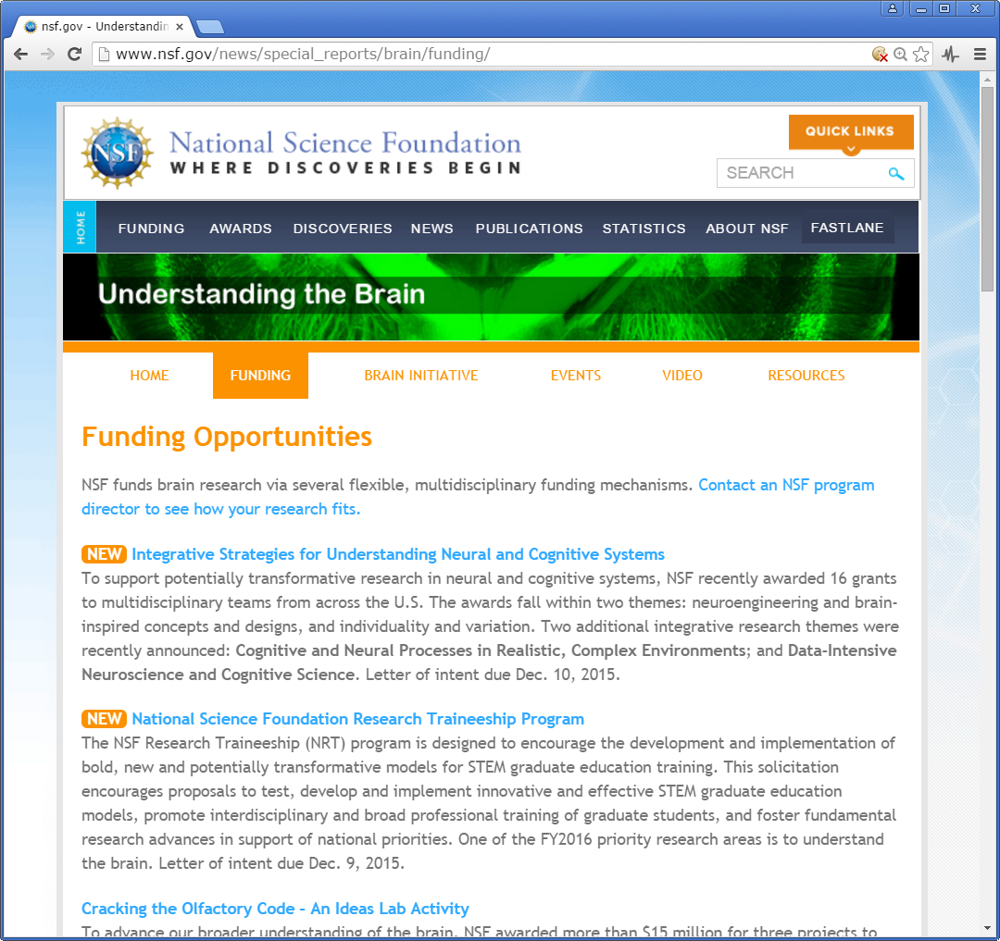 nsf.gov - Understandin
www.nsf.gov/news/special_reports/brain/funding/
NSF
National Science Foundation
WHERE DISCOVERIES BEGIN
QUICK LINKS
SEARCH
HOME
FUNDING AWARDS DISCOVERIES NEWS PUBLICATIONS STATISTICS ABOUT NSF FASTLANE
Understanding the Brain
HOME FUNDING BRAIN INITIATIVE EVENTS VIDEO RESOURCES
Funding Opportunities
NSF funds brain research via several flexible, multidisciplinary funding mechanisms. Contact an NSF program
director to see how your research fits.
NEW Integrative Strategies for Understanding Neural and Cognitive Systems
To support potentially transformative research in neural and cognitive systems, NSF recently awarded 16 grants
to multidisciplinary teams from across the U.S. The awards fall within two themes: neuroengineering and brain-
inspired concepts and designs, and individuality and variation. Two additional integrative research themes were
recently announced: Cognitive and Neural Processes in Realistic, Complex Environments; and Data-Intensive
Neuroscience and Cognitive Science. Letter of intent due Dec. 10, 2015.
NEW National Science Foundation Research Traineeship Program
The NSF Research Traineeship (NRT) program is designed to encourage the development and implementation of
bold, new and potentially transformative models for STEM graduate education training. This solicitation
encourages proposals to test, develop and implement innovative and effective STEM graduate education
models, promote interdisciplinary and broad professional training of graduate students, and foster fundamental
research advances in support of national priorities. One of the FY2016 priority research areas is to understand
the brain. Letter of intent due Dec. 9, 2015.
Cracking the Olfactory Code – An Ideas Lab Activity
To advance our broader understanding of the brain, NSF awarded more than $15 million for three projects to